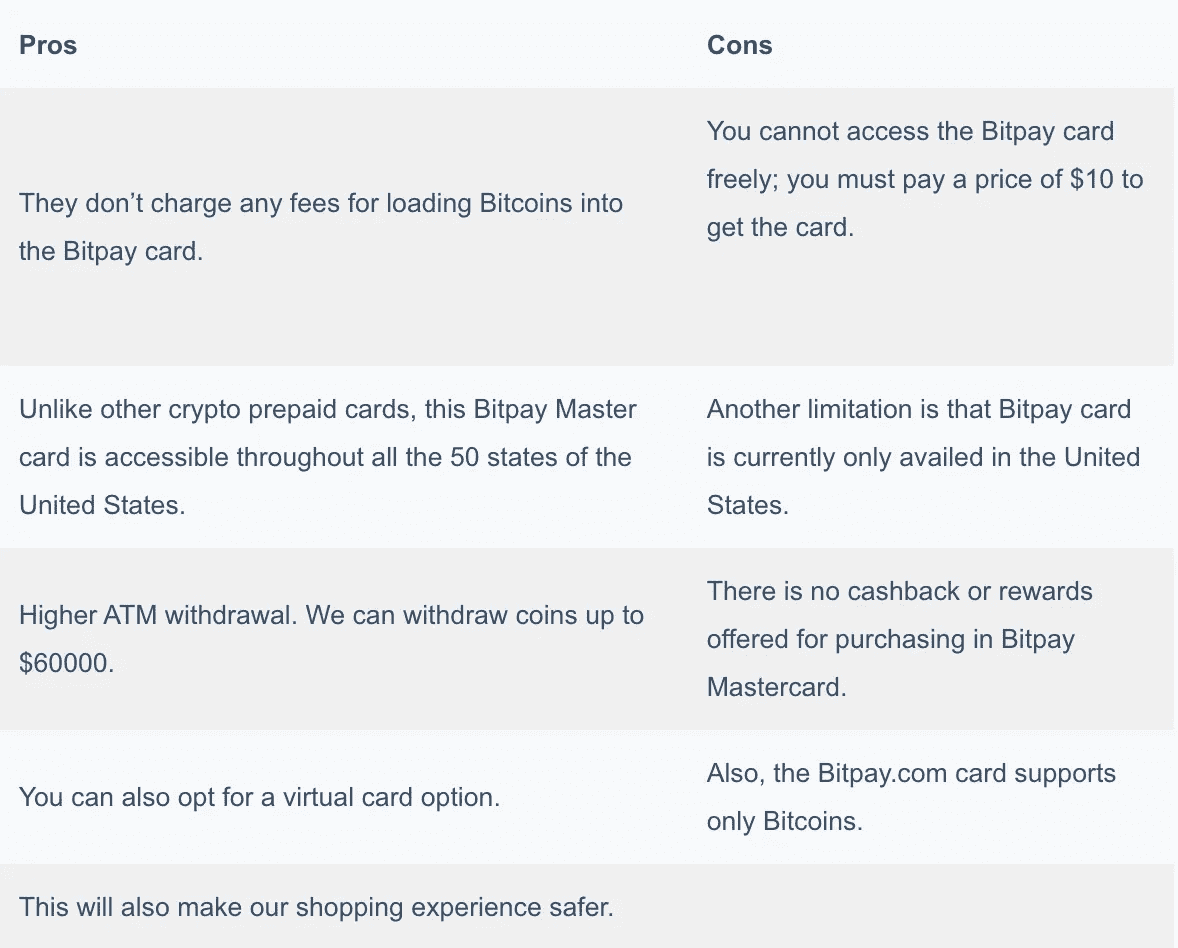 Pros
Cons
They don’t charge any fees for loading Bitcoins into
the Bitpay card.
You cannot access the Bitpay card
freely; you must pay a price of $10 to
get the card.
Unlike other crypto prepaid cards, this Bitpay Master
card is accessible throughout all the 50 states of the
United States.
Another limitation is that Bitpay card
is currently only availed in the United
States.
Higher ATM withdrawal. We can withdraw coins up to
$60000.
There is no cashback or rewards
offered for purchasing in Bitpay
Mastercard.
You can also opt for a virtual card option.
Also, the Bitpay.com card supports
only Bitcoins.
This will also make our shopping experience safer.